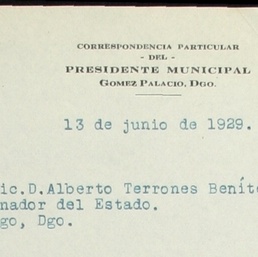 CORRESPONDENCIA PARTICULAR
- DEL -
PRESIDENTE MUNICIPAL
GOMEZ PALACIO, DGO.
13 de junio de 1929.
ic.D.Alberto Terrones Beníte
nador del Estado.
go, Dgo.